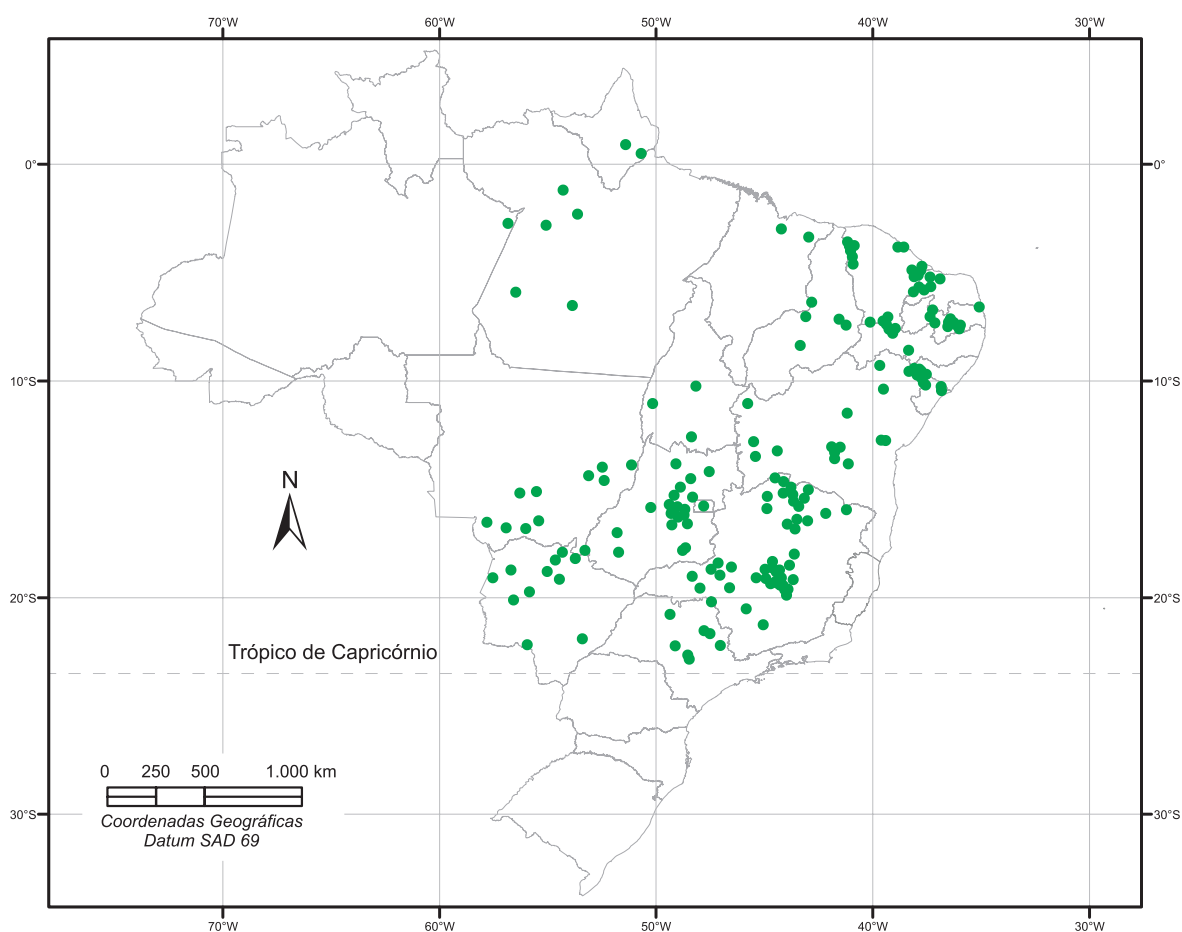 70°W 60°W 50°W 40°W 30°W
0° 0°
10°S 10°S
N
20°S 20°S
Trópico de Capricórnio
0 250 500 1.000 km
30°S 30°S
Coordenadas Geográficas
Datum SAD 69
70°W 60°W 50°W 40°W 30°W